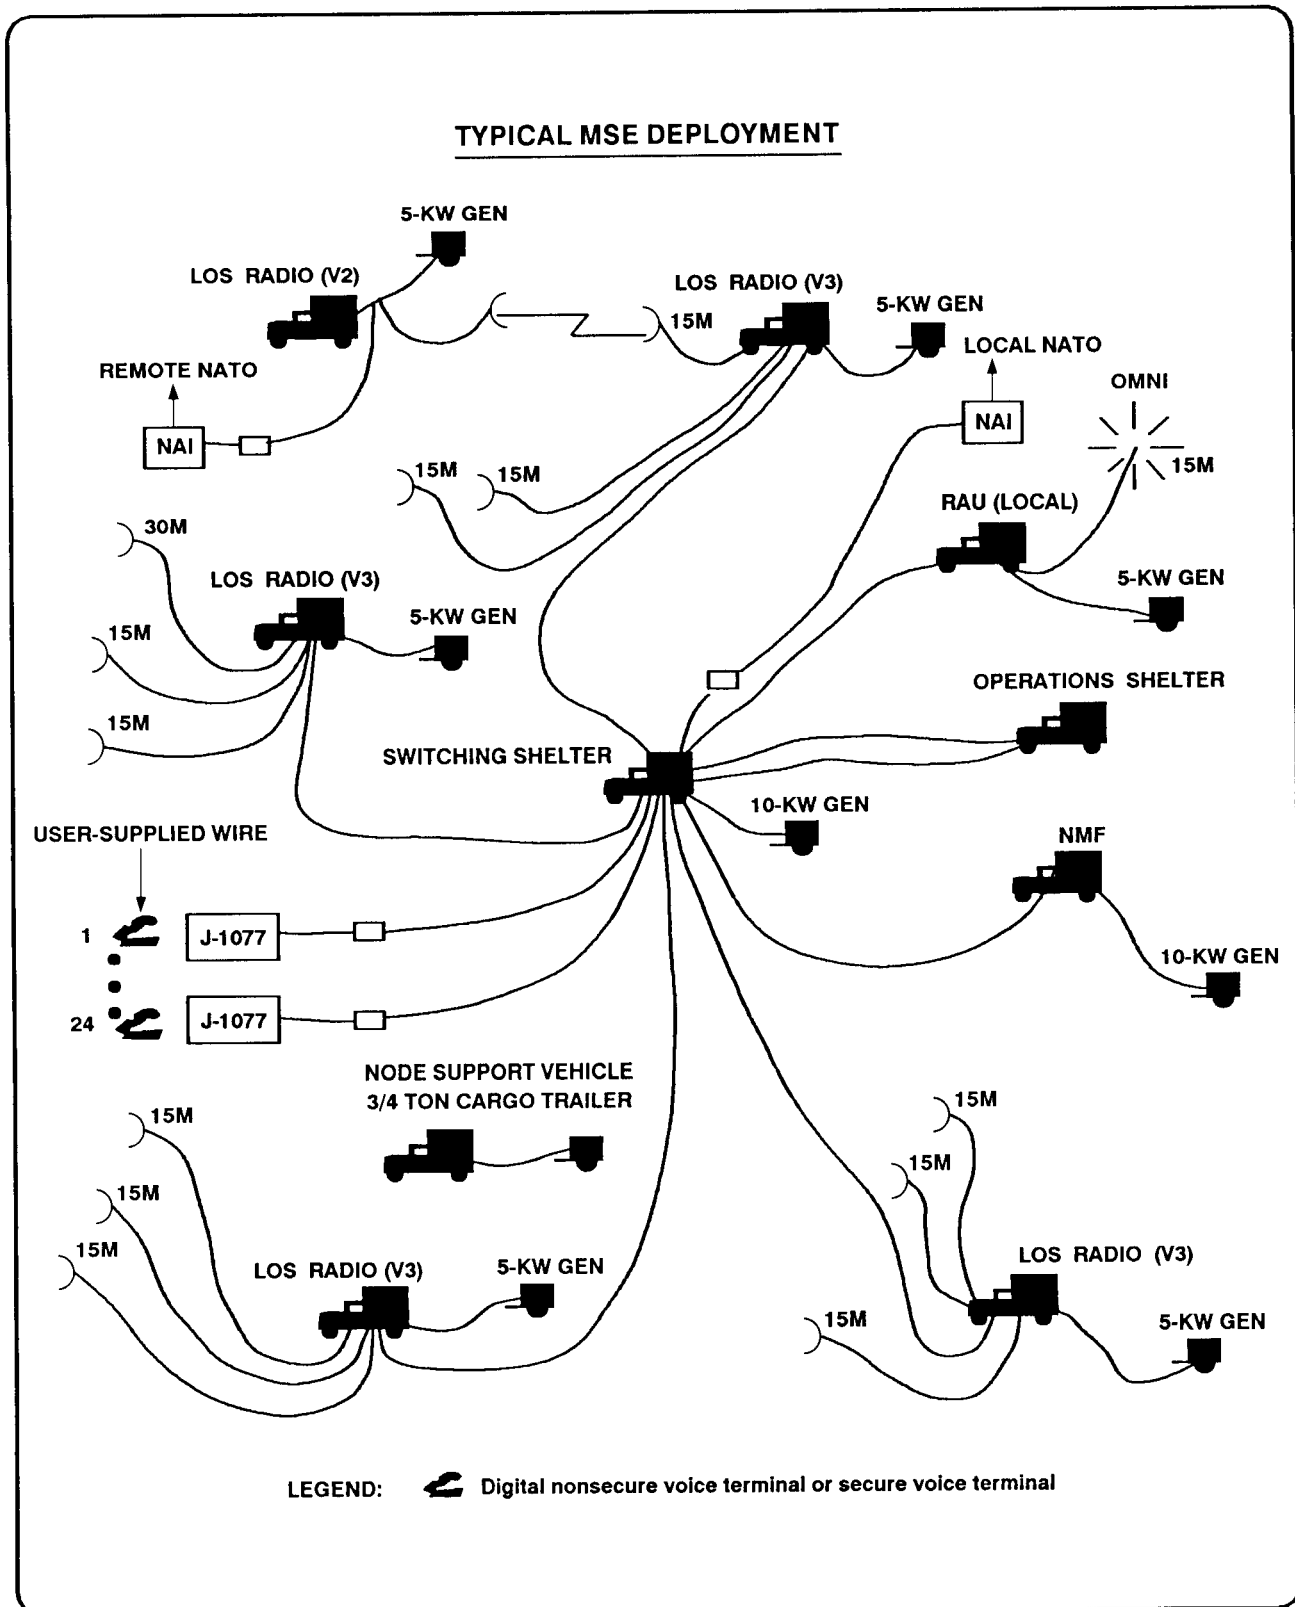 TYPICAL MSE DEPLOYMENT
5-KW GEN
LOS RADIO (V2)
LOS RADIO (V3)
15M
5-KW GEN
LOCAL NATO
REMOTE NATO
OMNI
NAI
NAI
15M
15M
15M
RAU (LOCAL)
30M
LOS RADIO (V3)
5-KW GEN
5-KW GEN
15M
OPERATIONS SHELTER
15M
SWITCHING SHELTER
10-KW GEN
USER-SUPPLIED WIRE
NMF
1
J-1077
10-KW GEN
24
J-1077
NODE SUPPORT VEHICLE
3/4 TON CARGO TRAILER
15M
15M
15M
15M
15M
LOS RADIO (V3)
5-KW GEN
LOS RADIO (V3)
15M
5-KW GEN
LEGEND: Digital nonsecure voice terminal or secure voice terminal